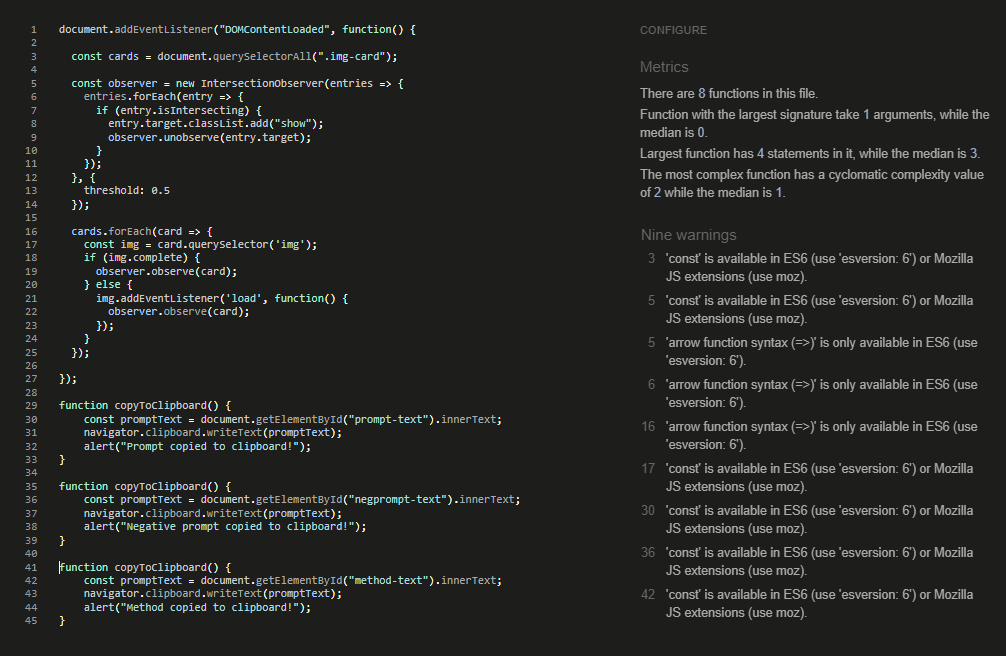 1 document.addEventListener("DOMContentLoaded", function() {
2
3 const cards = document.querySelectorAll(".img-card");
4
5 const observer = new IntersectionObserver(entries => {
6 entries.forEach(entry => {
7 if (entry.isIntersecting) {
8 entry.target.classList.add("show");
9 observer.unobserve(entry.target);
10 }
11 });
12 }, {
13 threshold: 0.5
14 });
15
16 cards.forEach(card => {
17 const img = card.querySelector('img');
18 if (img.complete) {
19 observer.observe(card);
20 } else {
21 img.addEventListener('load', function() {
22 observer.observe(card);
23 });
24 }
25 });
26
27 });
28
29 function copyToClipboard() {
30 const promptText = document.getElementById("prompt-text").innerText;
31 navigator.clipboard.writeText(promptText);
32 alert("Prompt copied to clipboard!");
33 }
34
35 function copyToClipboard() {
36 const promptText = document.getElementById("negprompt-text").innerText;
37 navigator.clipboard.writeText(promptText);
38 alert("Negative prompt copied to clipboard!");
39 }
40
41 function copyToClipboard() {
42 const promptText = document.getElementById("method-text").innerText;
43 navigator.clipboard.writeText(promptText);
44 alert("Method copied to clipboard!");
45 }
CONFIGURE
Metrics
There are 8 functions in this file.
Function with the largest signature take 1 arguments, while the
median is 0.
Largest function has 4 statements in it, while the median is 3.
The most complex function has a cyclomatic complexity value
of 2 while the median is 1.
Nine warnings
3 'const' is available in ES6 (use 'esversion: 6') or Mozilla
JS extensions (use moz).
5 'const' is available in ES6 (use 'esversion: 6') or Mozilla
JS extensions (use moz).
5 'arrow function syntax (=>)' is only available in ES6 (use
'esversion: 6').
6 'arrow function syntax (=>)' is only available in ES6 (use
'esversion: 6').
16 'arrow function syntax (=>)' is only available in ES6 (use
'esversion: 6').
17 'const' is available in ES6 (use 'esversion: 6') or Mozilla
JS extensions (use moz).
30 'const' is available in ES6 (use 'esversion: 6') or Mozilla
JS extensions (use moz).
36 'const' is available in ES6 (use 'esversion: 6') or Mozilla
JS extensions (use moz).
42 'const' is available in ES6 (use 'esversion: 6') or Mozilla
JS extensions (use moz).